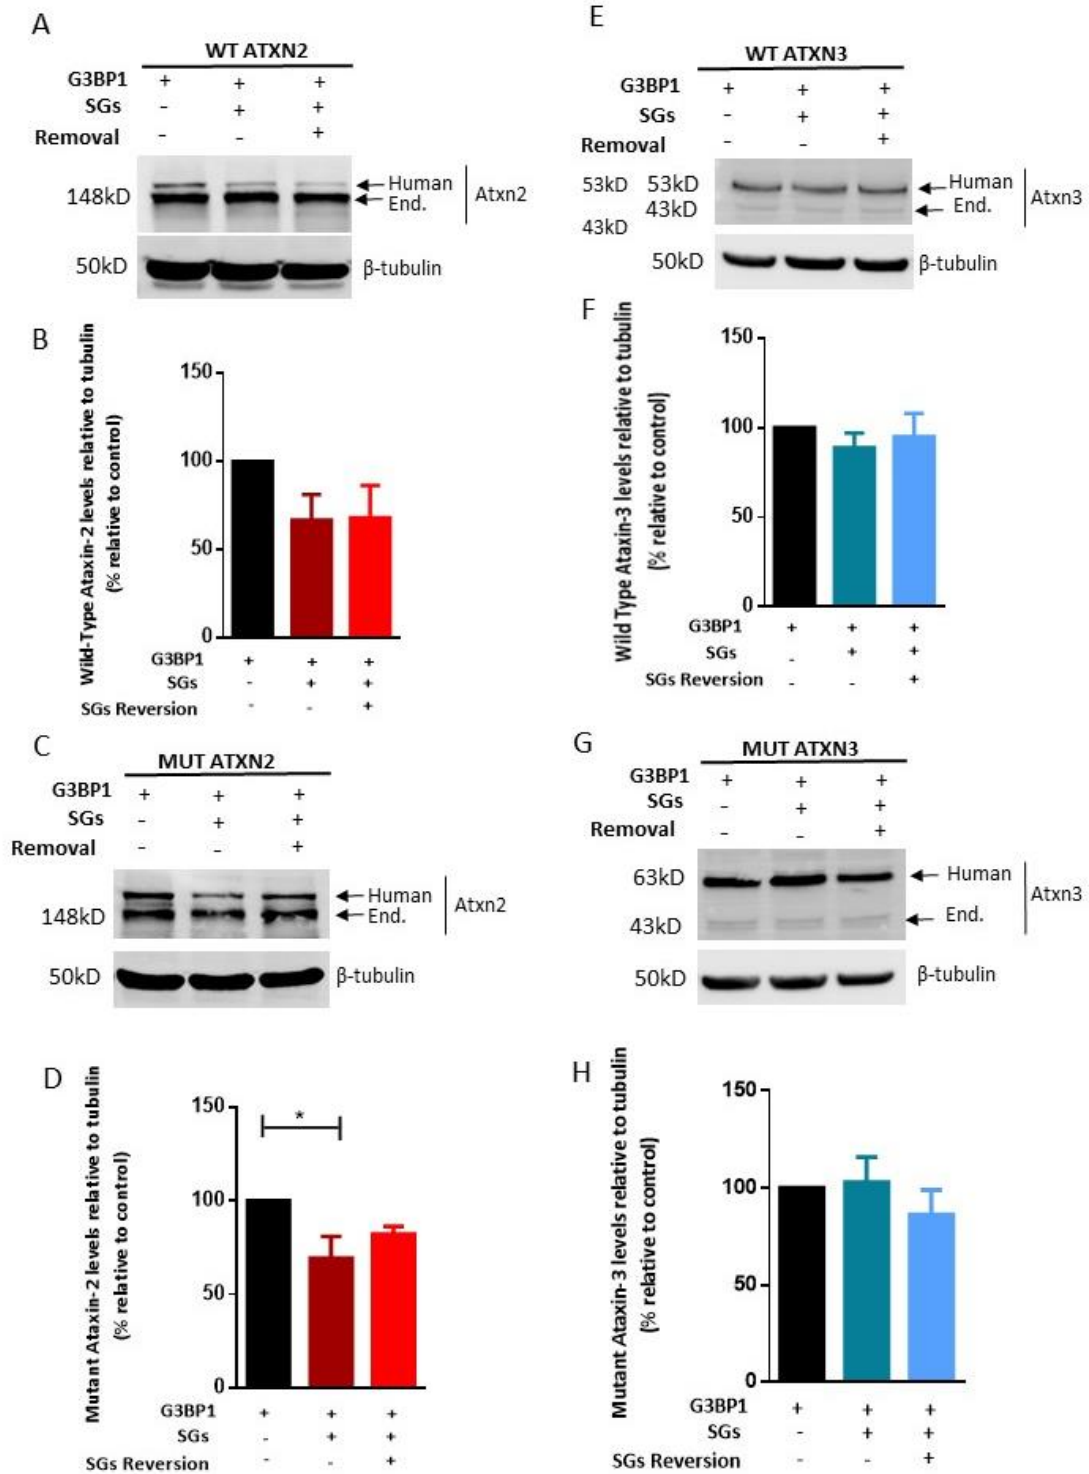 A
WT ATXN2
G3BP1 + + +
SGs - + +
Removal - - +
148kD
Human
End.
Atxn2
50kD
β-tubulin
B
Wild-Type Ataxin-2 levels relative to tubulin
(% relative to control)
150
100
50
0
G3BP1 + + +
SGs - + +
SGs Reversion - - +
C
MUT ATXN2
G3BP1 + + +
SGs - + +
Removal - - +
148kD
Human
End.
Atxn2
50kD
β-tubulin
D
Mutant Ataxin-2 levels relative to tubulin
(% relative to control)
150
100
50
0
*
G3BP1 + + +
SGs - + +
SGs Reversion - - +
E
WT ATXN3
G3BP1 + + +
SGs - + +
Removal - - +
53kD 53kD
43kD
43kD
Human
End.
Atxn3
50kD
β-tubulin
F
Wild Type Ataxin-3 levels relative to tubulin
(% relative to control)
150
100
50
0
G3BP1 + + +
SGs - + +
SGs Reversion - - +
G
MUT ATXN3
G3BP1 + + +
SGs - + +
Removal - - +
63kD
43kD
Human
End.
Atxn3
50kD
β-tubulin
H
Mutant Ataxin-3 levels relative to tubulin
(% relative to control)
150
100
50
0
G3BP1 + + +
SGs - + +
SGs Reversion - - +